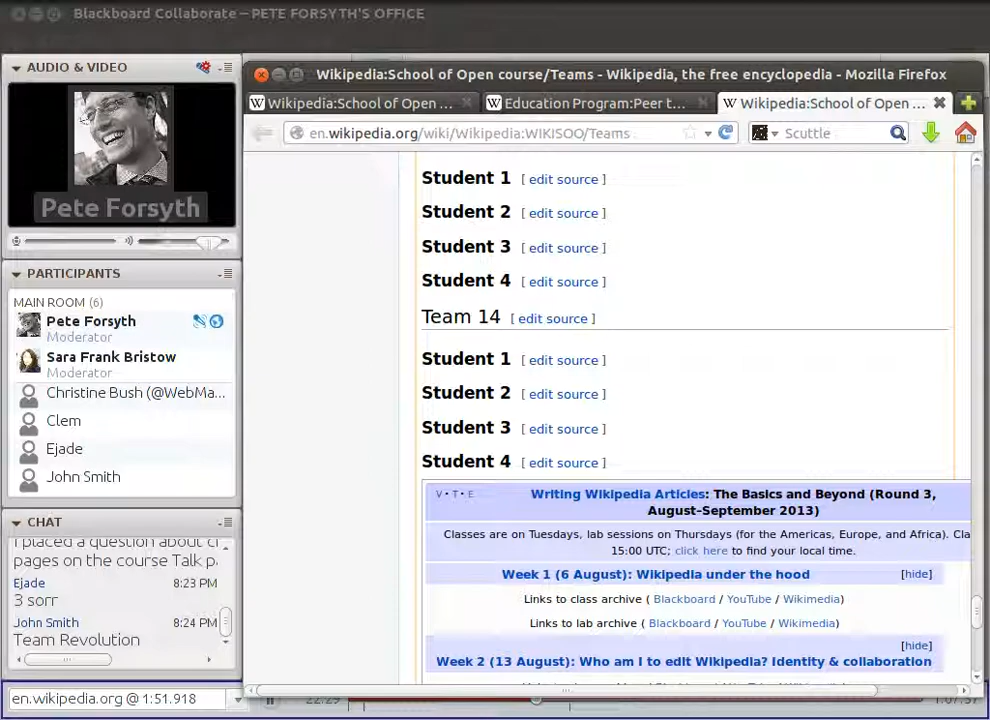 Blackboard Collaborate – PETE FORSYTH'S OFFICE
AUDIO & VIDEO
Pete Forsyth
PARTICIPANTS
MAIN ROOM (6)
Pete Forsyth
Moderator
Sara Frank Bristow
Moderator
Christine Bush (@WebMa...
Clem
Ejade
John Smith
CHAT
I placed a question about cl
pages on the course Talk p.
Ejade 8:23 PM
3 sorr
John Smith 8:24 PM
Team Revolution
en.wikipedia.org @ 1:51.918
Wikipedia:School of Open course/Teams - Wikipedia, the free encyclopedia - Mozilla Firefox
W Wikipedia:School of Open ... W Education Program:Peer t... W Wikipedia:School of Open ...
en.wikipedia.org/wiki/Wikipedia:WIKISOO/Teams Scuttle
Student 1 [ edit source ]
Student 2 [ edit source ]
Student 3 [ edit source ]
Student 4 [ edit source ]
Team 14 [ edit source ]
Student 1 [ edit source ]
Student 2 [ edit source ]
Student 3 [ edit source ]
Student 4 [ edit source ]
V • T • E Writing Wikipedia Articles: The Basics and Beyond (Round 3,
August–September 2013)
Classes are on Tuesdays, lab sessions on Thursdays (for the Americas, Europe, and Africa). Cla
15:00 UTC; click here to find your local time.
Week 1 (6 August): Wikipedia under the hood [hide]
Links to class archive ( Blackboard / YouTube / Wikimedia)
Links to lab archive ( Blackboard / YouTube / Wikimedia)
[hide]
Week 2 (13 August): Who am I to edit Wikipedia? Identity & collaboration